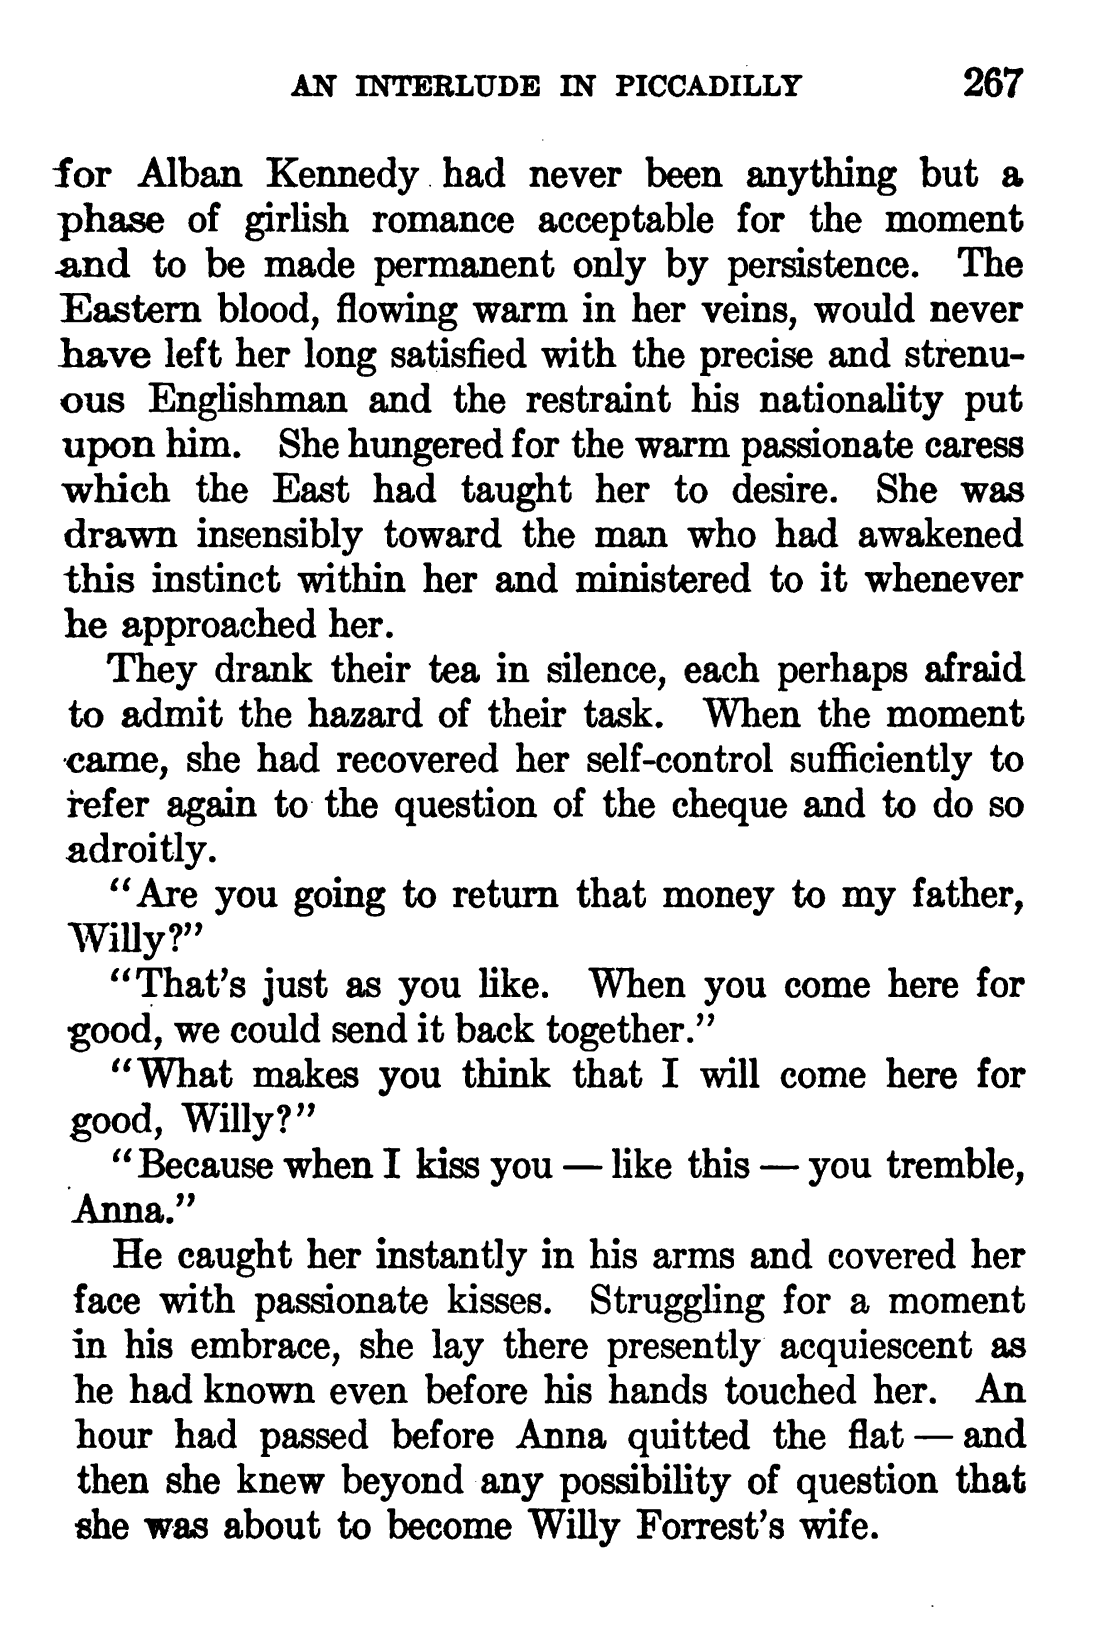 AN INTERLUDE IN PICCADILLY 267
for Alban Kennedy had never been anything but a
phase of girlish romance acceptable for the moment
and to be made permanent only by persistence. The
Eastern blood, flowing warm in her veins, would never
have left her long satisfied with the precise and strenu-
ous Englishman and the restraint his nationality put
upon him. She hungered for the warm passionate caress
which the East had taught her to desire. She was
drawn insensibly toward the man who had awakened
this instinct within her and ministered to it whenever
he approached her.
They drank their tea in silence, each perhaps afraid
to admit the hazard of their task. When the moment
came, she had recovered her self-control sufficiently to
refer again to the question of the cheque and to do so
adroitly.
“Are you going to return that money to my father,
Willy?”
“That’s just as you like. When you come here for
good, we could send it back together.”
“What makes you think that I will come here for
good, Willy?”
“Because when I kiss you — like this — you tremble,
Anna.”
He caught her instantly in his arms and covered her
face with passionate kisses. Struggling for a moment
in his embrace, she lay there presently acquiescent as
he had known even before his hands touched her. An
hour had passed before Anna quitted the flat — and
then she knew beyond any possibility of question that
she was about to become Willy Forrest’s wife.